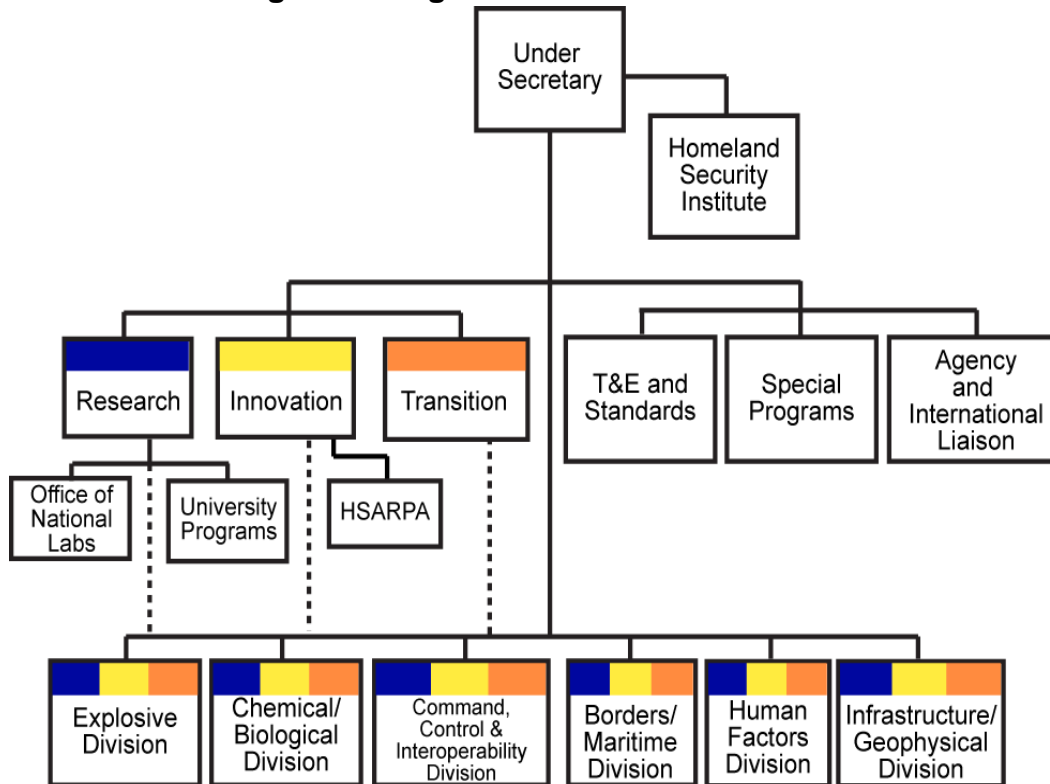 Under
Secretary
Homeland
Security
Institute
Research
Innovation
Transition
T&E and
Standards
Special
Programs
Agency
and
International
Liaison
Office of
National
Labs
University
Programs
HSARPA
Explosive
Division
Chemical/
Biological
Division
Command,
Control &
Interoperability
Division
Borders/
Maritime
Division
Human
Factors
Division
Infrastructure/
Geophysical
Division